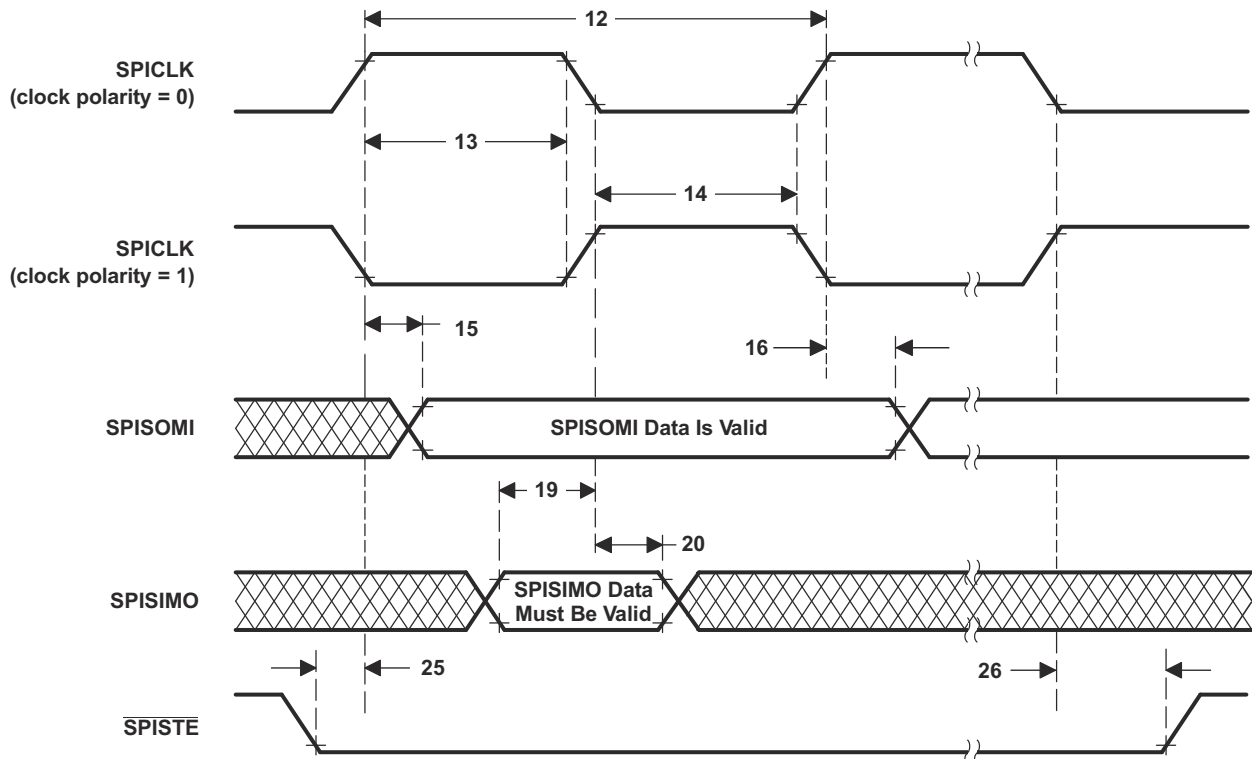 12
SPICLK
(clock polarity = 0)
13
14
SPICLK
(clock polarity = 1)
15
16
SPISOMI
SPISOMI Data Is Valid
19
20
SPISIMO
SPISIMO Data
Must Be Valid
25
26
SPISTE